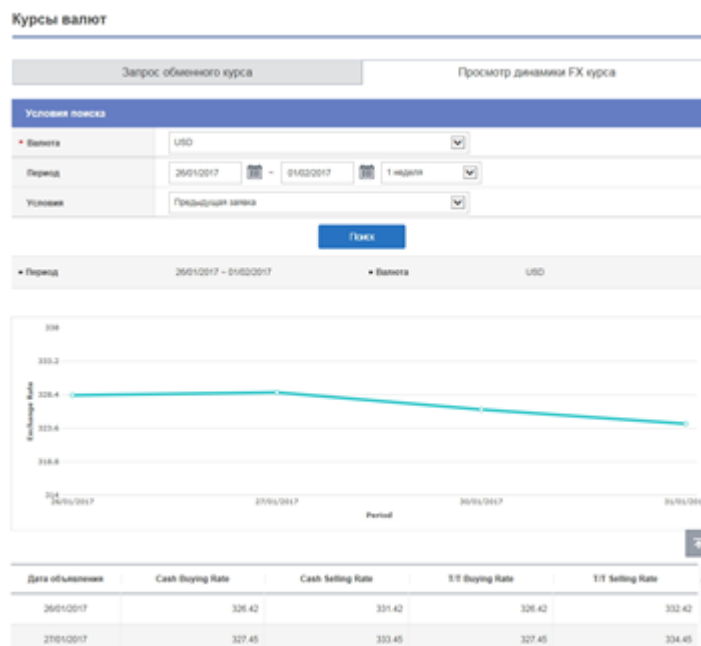 Курсы валют
Запрос обменного курса Просмотр динамики FX курса
Условия поиска
* Валюта USD
Период 26/01/2017 ~ 01/02/2017 1 неделя
Условия Предыдущая заявка
Поиск
• Период 26/01/2017 ~ 01/02/2017 • Валюта USD
338
333.2
328.4
323.6
318.8
314
Exchange Rate
26/01/2017 27/01/2017 30/01/2017 31/01/201
Period
Дата объявления Cash Buying Rate Cash Selling Rate T/T Buying Rate T/T Selling Rate
26/01/2017 326.42 331.42 326.42 332.42
27/01/2017 327.45 333.45 327.45 334.45